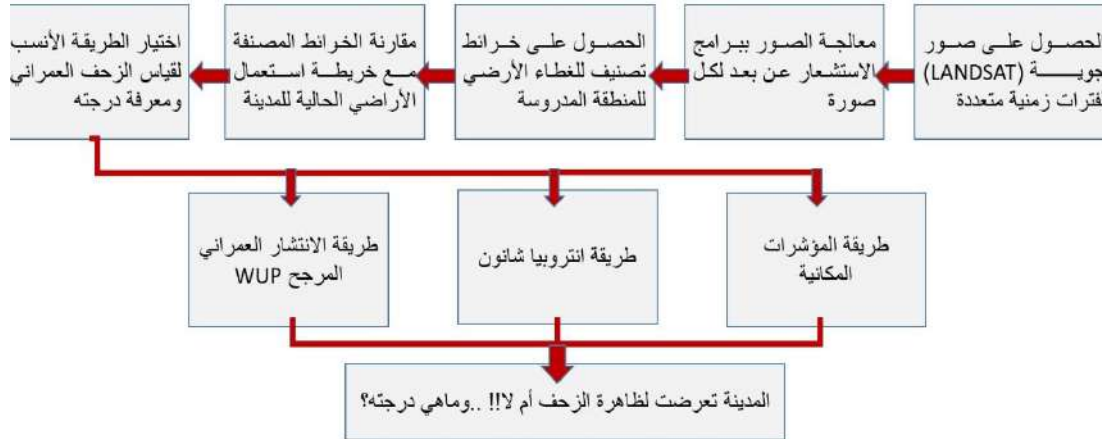 الحصول على صور
جوية (LANDSAT)
لفترات زمنية متعددة
معالجة الصور ببرامج
الاستشعار عن بعد لكل
صورة
الحصول على خرائط
تصنيف للغطاء الأرضي
للمنطقة المدروسة
مقارنة الخرائط المصنفة
مع خريطة استعمال
الأراضي الحالية للمدينة
اختيار الطريقة الأنسب
لقياس الزحف العمراني
ومعرفة درجته
طريقة المؤشرات
المكانية
طريقة انتروبيا شانون
طريقة الانتشار العمراني
المرجح WUP
المدينة تعرضت لظاهرة الزحف أم لا!! ..وماهي درجته؟